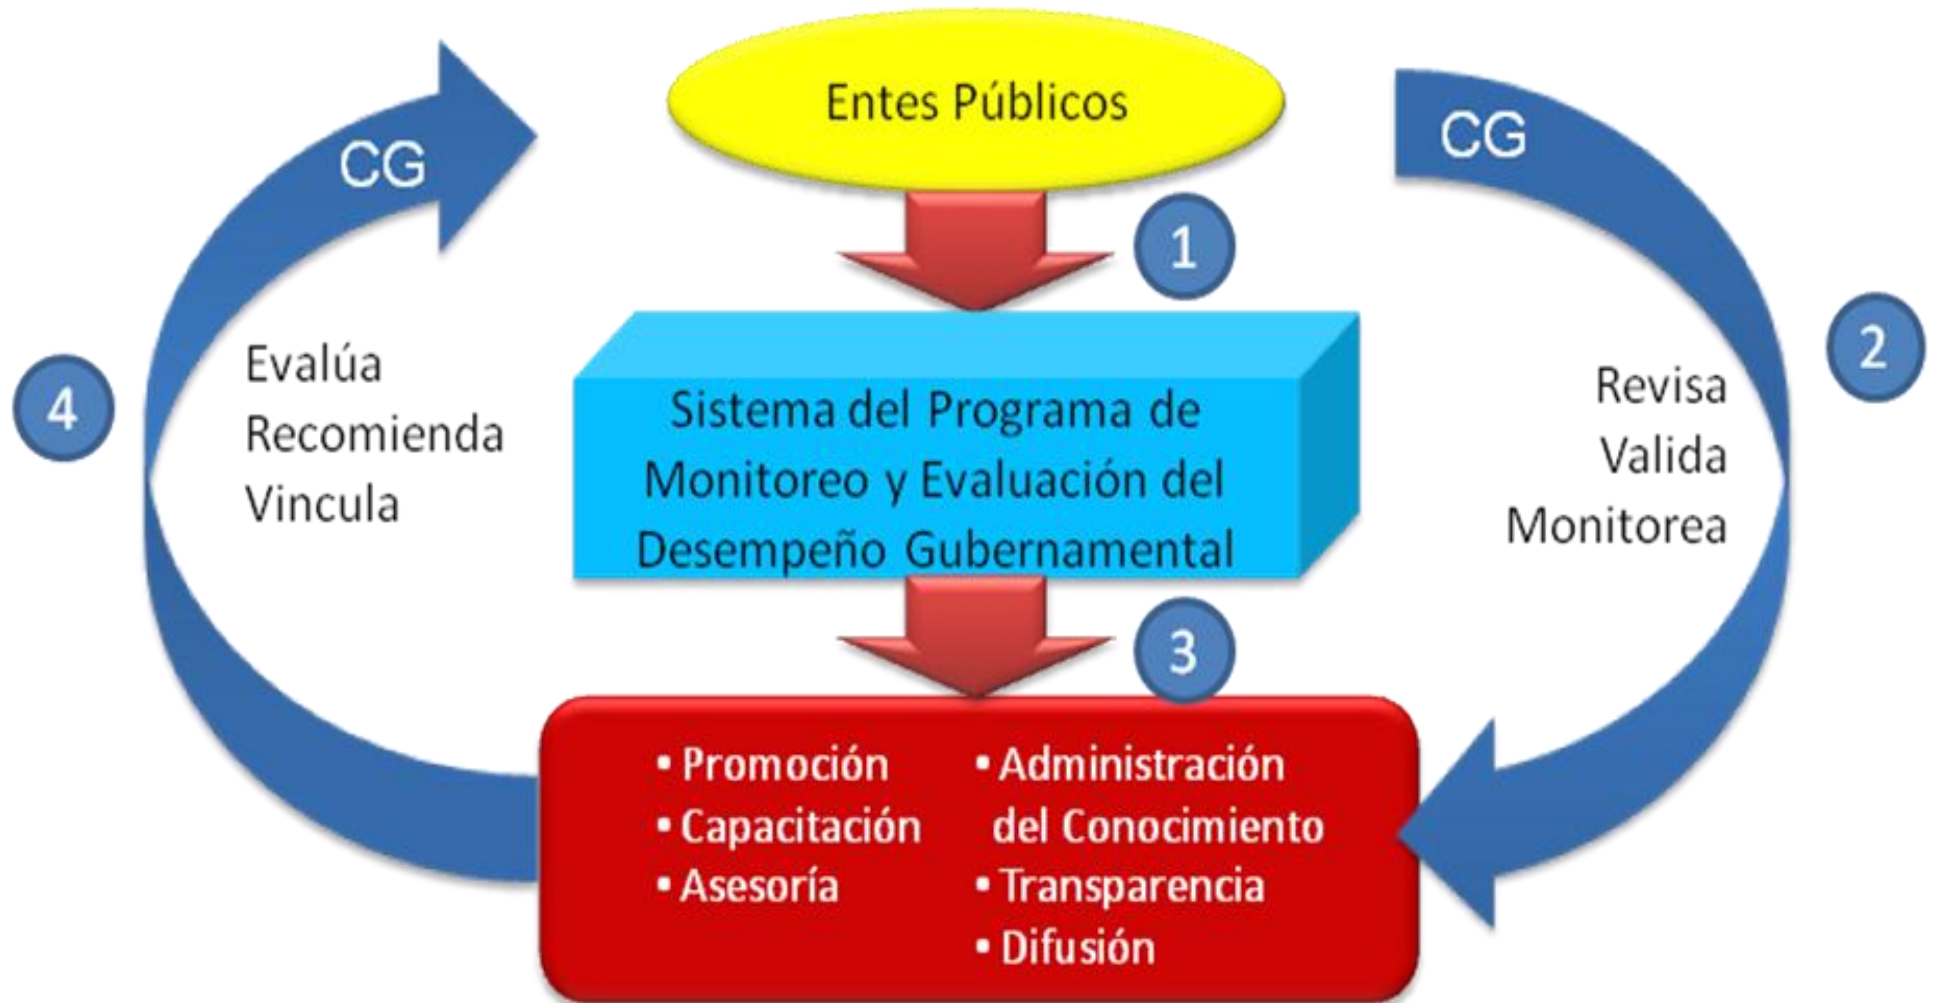 Entes Públicos
CG
CG
1
2
Sistema del Programa de
Monitoreo y Evaluación del
Desempeño Gubernamental
Revisa
Valida
Monitorea
4
Evalúa
Recomienda
Vincula
3
▪ Promoción
▪ Capacitación
▪ Asesoría
▪ Administración
del Conocimiento
▪ Transparencia
▪ Difusión